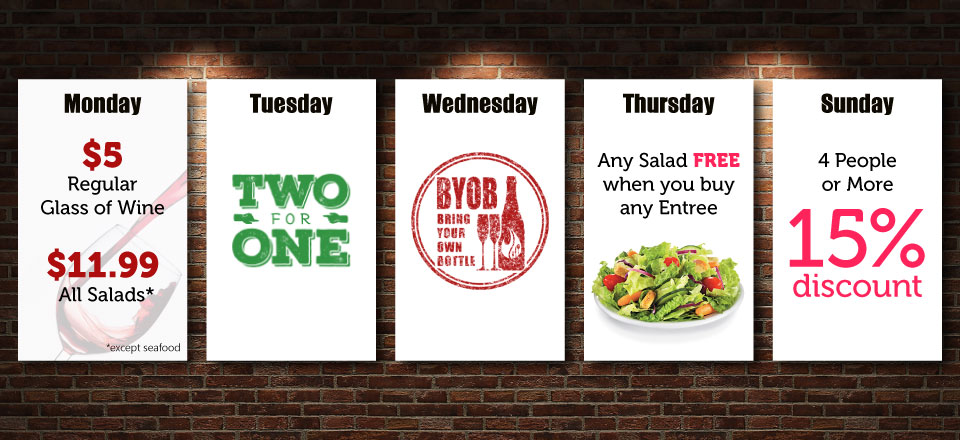 Monday
$5
Regular
Glass of Wine
$11.99
All Salads*
*except seafood
Tuesday
TWO
FOR
ONE
Wednesday
BYOB
BRING
YOUR
OWN
BOTTLE
Thursday
Any Salad FREE
when you buy
any Entree
Sunday
4 People
or More
15%
discount